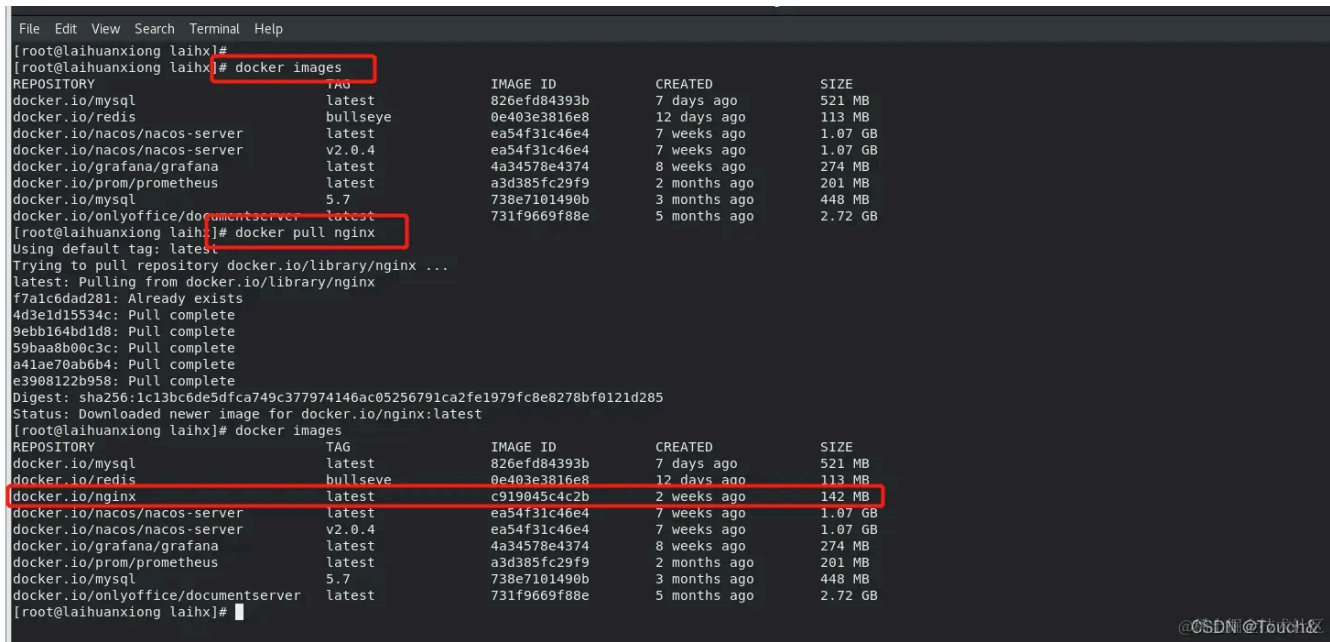 File Edit View Search Terminal Help
[root@laihuanxiong laihx]#
[root@laihuanxiong laihx]# docker images
REPOSITORY TAG IMAGE ID CREATED SIZE
docker.io/mysql latest 826efd84393b 7 days ago 521 MB
docker.io/redis bullseye 0e403e3816e8 12 days ago 113 MB
docker.io/nacos/nacos-server latest ea54f31c46e4 7 weeks ago 1.07 GB
docker.io/nacos/nacos-server v2.0.4 ea54f31c46e4 7 weeks ago 1.07 GB
docker.io/grafana/grafana latest 4a34578e4374 8 weeks ago 274 MB
docker.io/prom/prometheus latest a3d385fc29f9 2 months ago 201 MB
docker.io/mysql 5.7 738e7101490b 3 months ago 448 MB
docker.io/onlyoffice/documentserver latest 731f9669f88e 5 months ago 2.72 GB
[root@laihuanxiong laihx]# docker pull nginx
Using default tag: latest
Trying to pull repository docker.io/library/nginx ...
latest: Pulling from docker.io/library/nginx
f7a1c6dad281: Already exists
4d3e1d15534c: Pull complete
9ebb164bd1d8: Pull complete
59baa8b00c3c: Pull complete
a41ae70ab6b4: Pull complete
e3908122b958: Pull complete
Digest: sha256:1c13bc6de5dfca749c377974146ac05256791ca2fe1979fc8e8278bf0121d285
Status: Downloaded newer image for docker.io/nginx:latest
[root@laihuanxiong laihx]# docker images
REPOSITORY TAG IMAGE ID CREATED SIZE
docker.io/mysql latest 826efd84393b 7 days ago 521 MB
docker.io/redis bullseye 0e403e3816e8 12 days ago 113 MB
docker.io/nginx latest c919045c4c2b 2 weeks ago 142 MB
docker.io/nacos/nacos-server latest ea54f31c46e4 7 weeks ago 1.07 GB
docker.io/nacos/nacos-server v2.0.4 ea54f31c46e4 7 weeks ago 1.07 GB
docker.io/grafana/grafana latest 4a34578e4374 8 weeks ago 274 MB
docker.io/prom/prometheus latest a3d385fc29f9 2 months ago 201 MB
docker.io/mysql 5.7 738e7101490b 3 months ago 448 MB
docker.io/onlyoffice/documentserver latest 731f9669f88e 5 months ago 2.72 GB
[root@laihuanxiong laihx]#
CSDN @Touch&